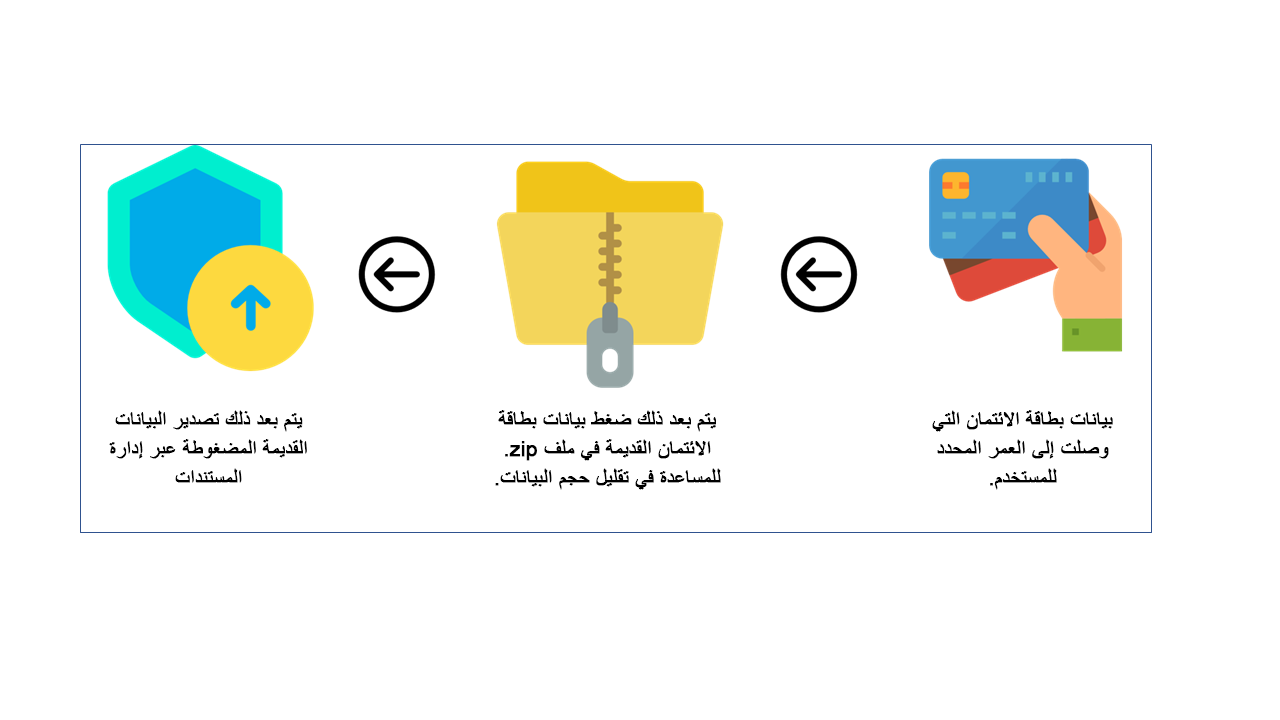 بيانات بطاقة الائتمان التي
وصلت إلى العمر المحدد
للمستخدم.
يتم بعد ذلك ضغط بيانات بطاقة
الائتمان القديمة في ملف zip.
للمساعدة في تقليل حجم البيانات.
يتم بعد ذلك تصدير البيانات
القديمة المضغوطة عبر إدارة
المستندات